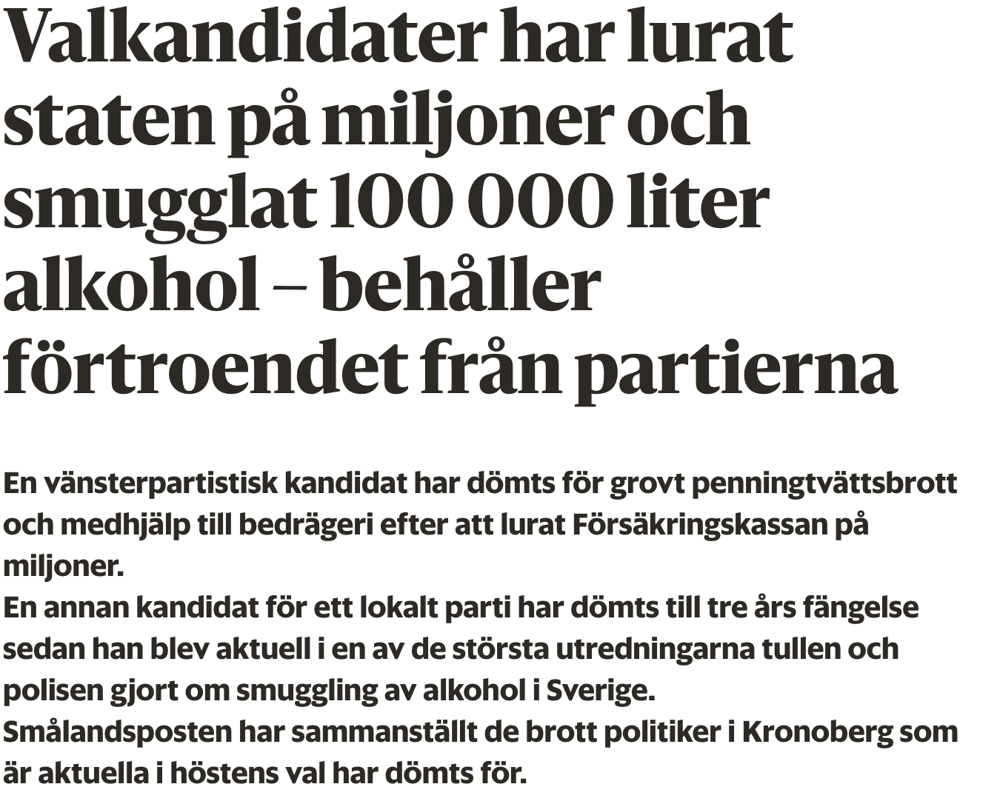 Valkandidater har lurat
staten på miljoner och
smugglat 100 000 liter
alkohol – behåller
förtroendet från partierna
En vänsterpartistisk kandidat har dömts för grovt penningtvättsbrott
och medhjälp till bedrägeri efter att lurat Försäkringskassan på
miljoner.
En annan kandidat för ett lokalt parti har dömts till tre års fängelse
sedan han blev aktuell i en av de största utredningarna tullen och
polisen gjort om smuggling av alkohol i Sverige.
Smålandsposten har sammanställt de brott politiker i Kronoberg som
är aktuella i höstens val har dömts för.